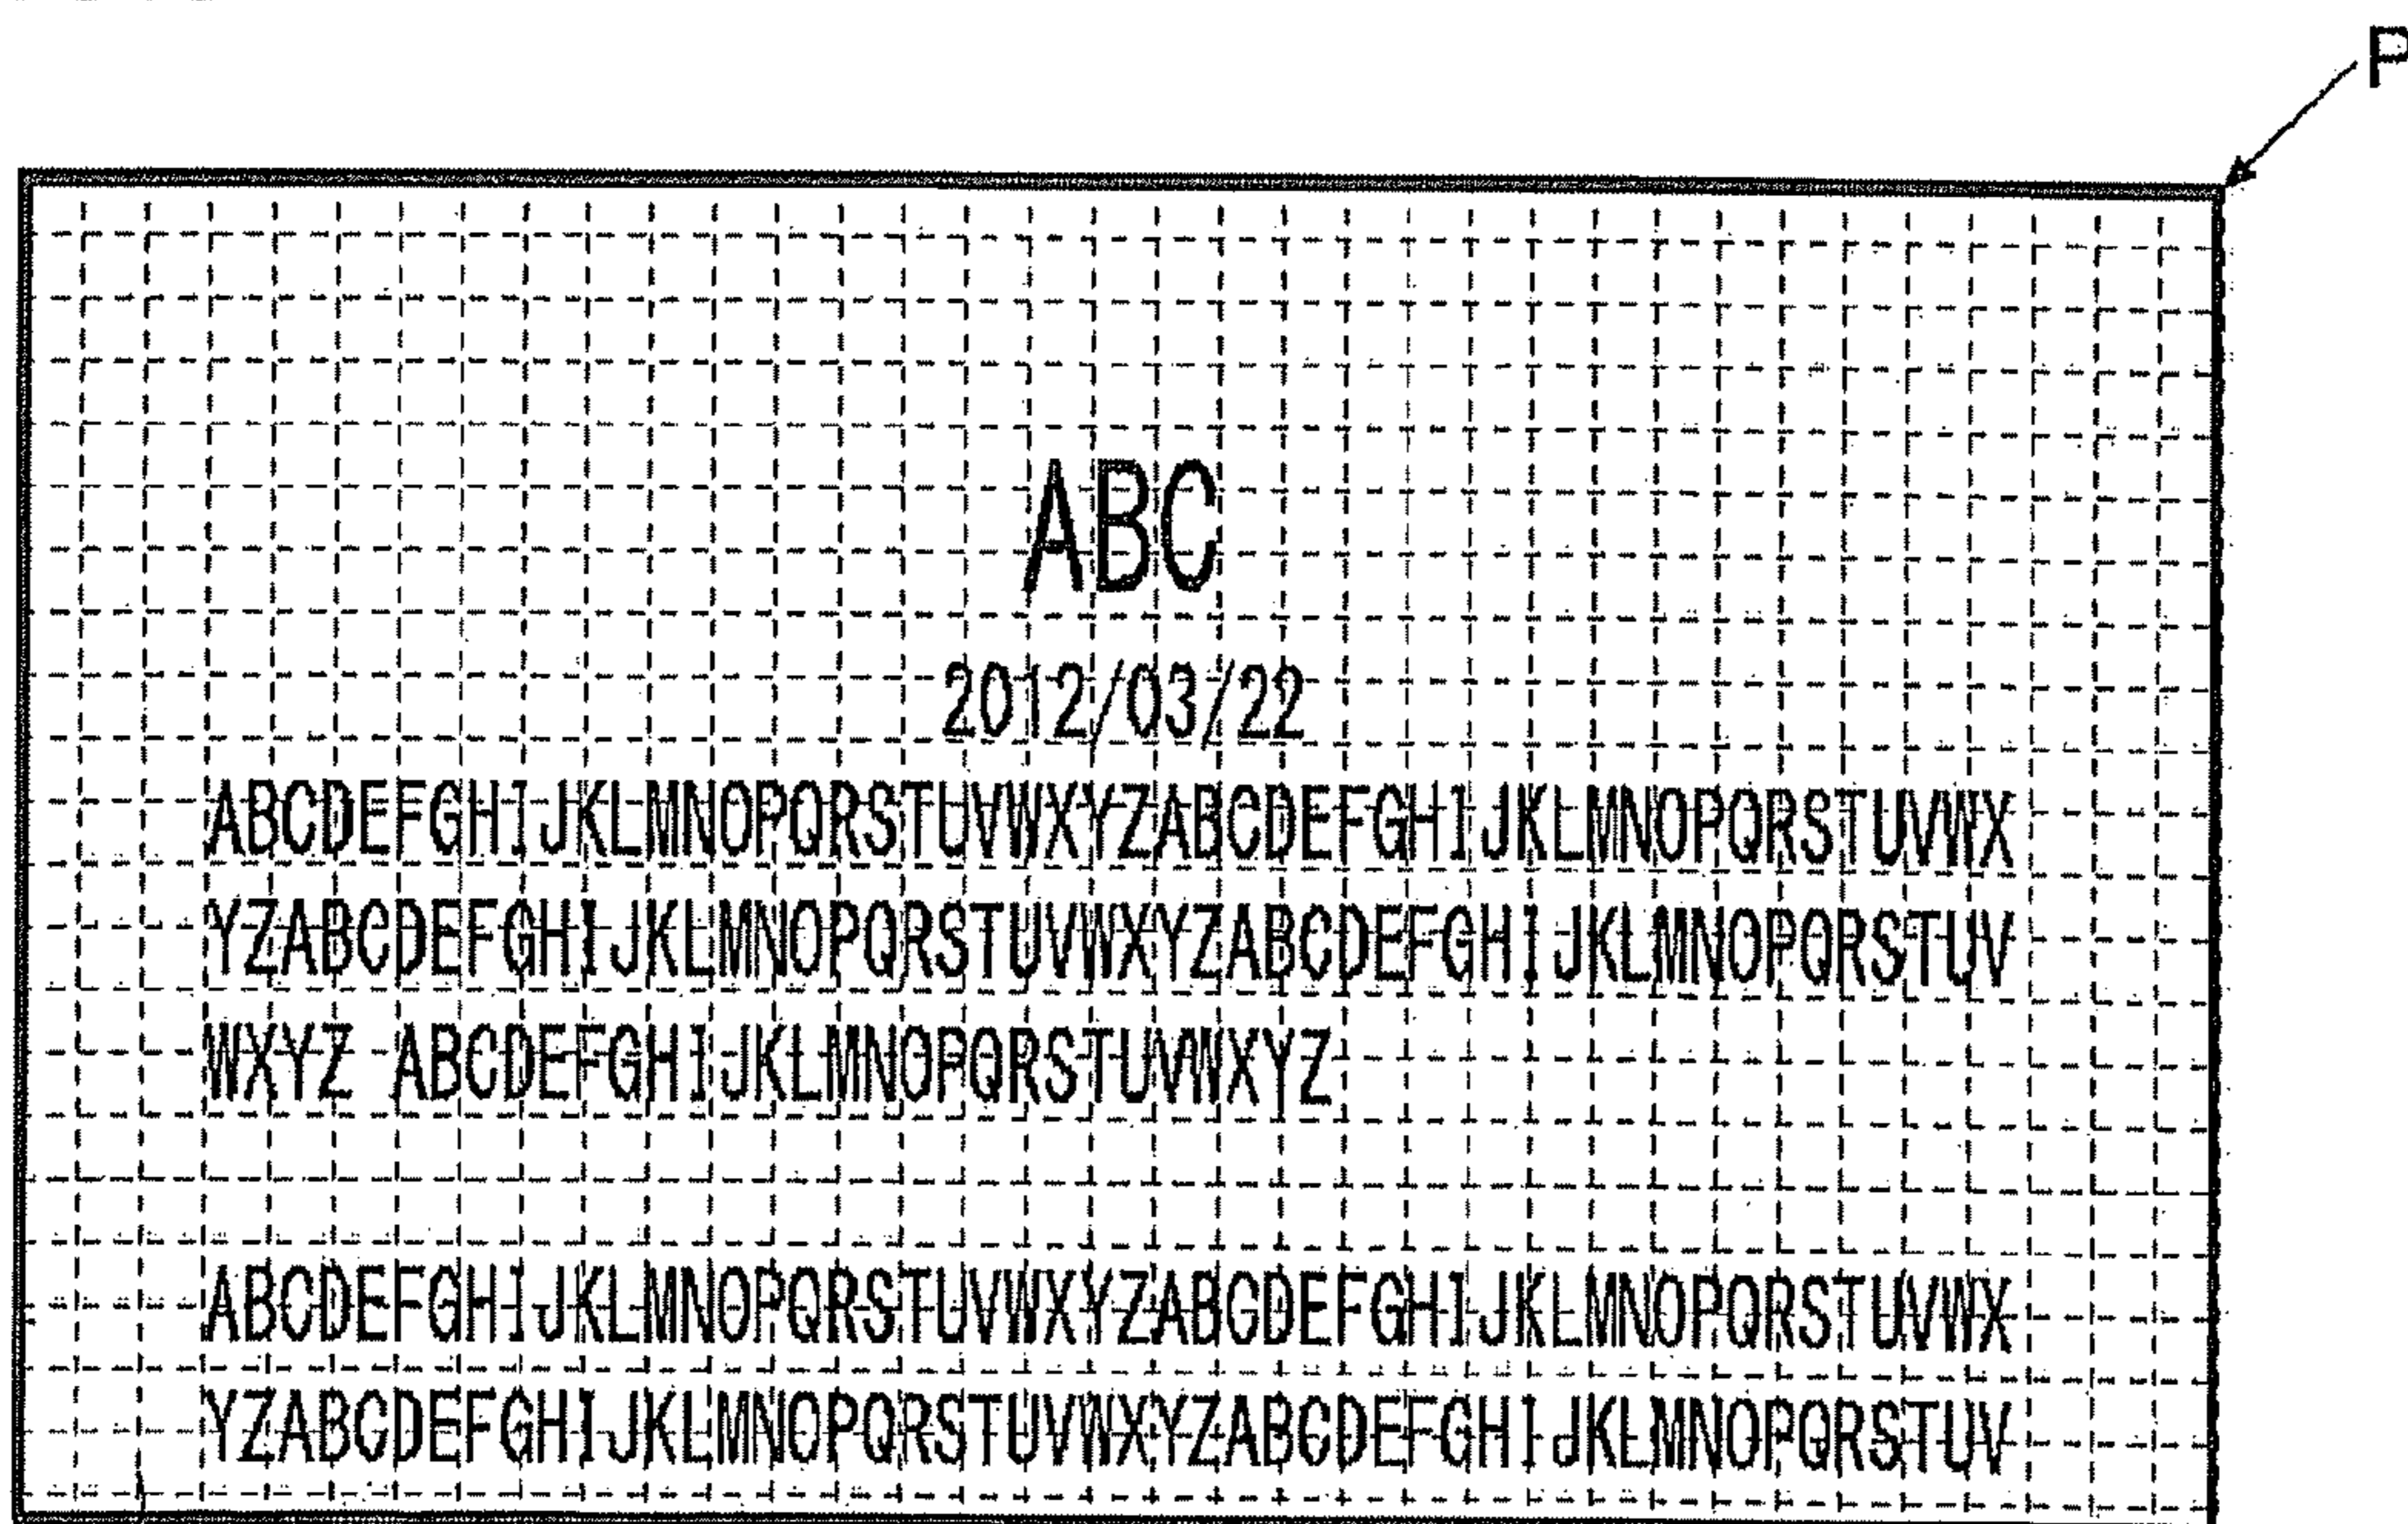 P
ABC
2012/03/22
ABCDEFGHIJKLMNOPQRSTUVWXYZABCDEFGHIJKLMNOPQRSTUVWX
YZABCDEFGHIJKLMNOPQRSTUVWXYZABCDEFGHIJKLMNOPQRSTUV
WXYZ ABCDEFGHIJKLMNOPQRSTUVWXYZ
ABCDEFGHIJKLMNOPQRSTUVWXYZABCDEFGHIJKLMNOPQRSTUVWX
YZABCDEFGHIJKLMNOPQRSTUVWXYZABCDEFGHIJKLMNOPQRSTUV